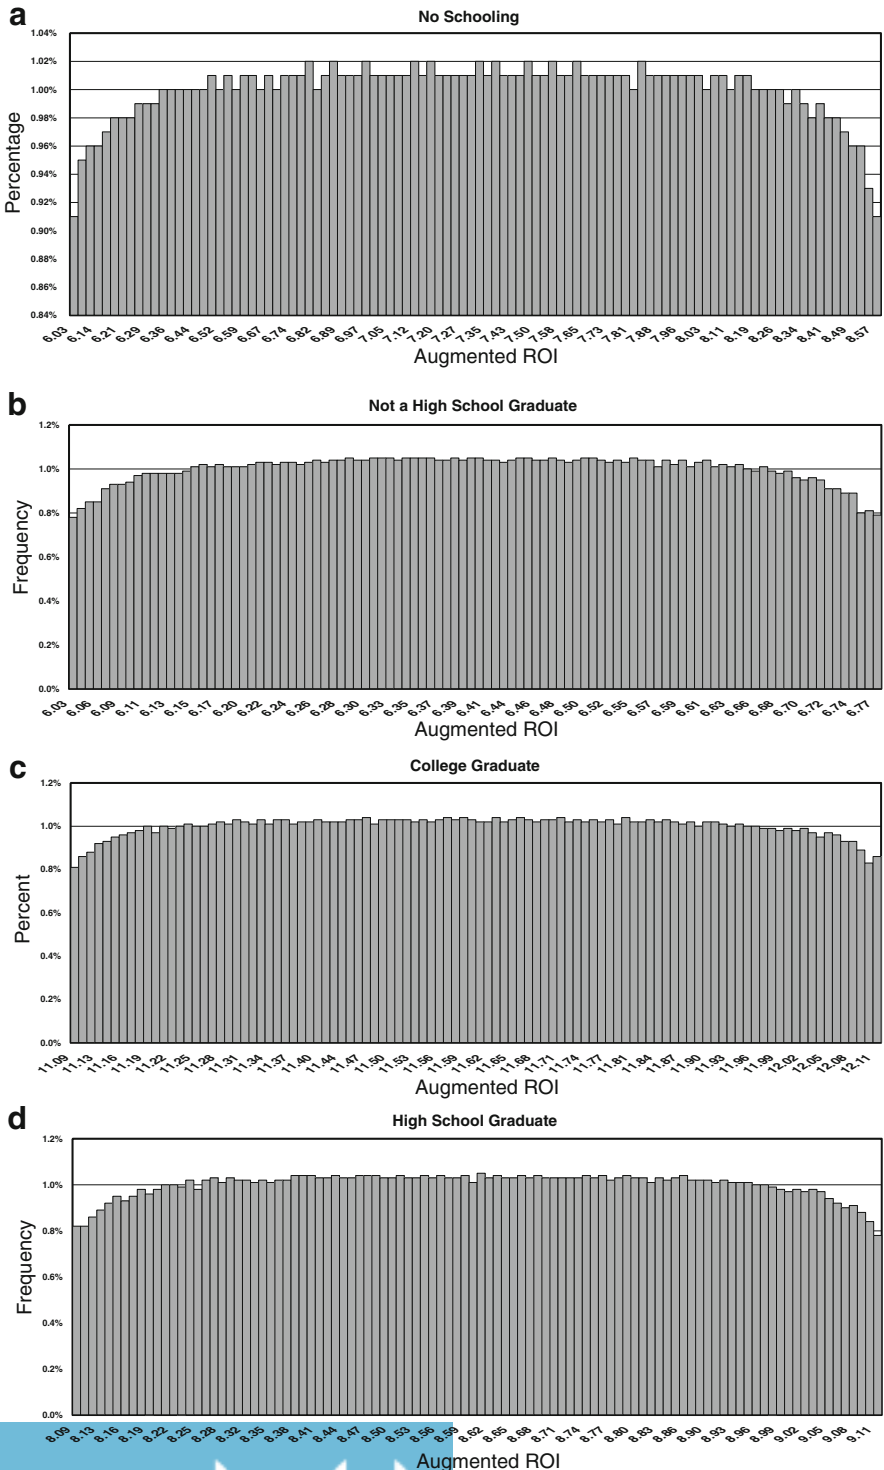 a
No Schooling
1.04%
1.02%
1.00%
0.98%
0.96%
0.94%
0.92%
0.90%
0.88%
0.86%
0.84%
Percentage
6.03 6.14 6.21 6.29 6.36 6.44 6.52 6.59 6.67 6.74 6.82 6.89 6.97 7.05 7.12 7.20 7.27 7.35 7.43 7.50 7.58 7.65 7.73 7.81 7.88 7.96 8.03 8.11 8.19 8.26 8.34 8.41 8.49 8.57
Augmented ROI
b
Not a High School Graduate
1.2%
1.0%
0.8%
0.6%
0.4%
0.2%
0.0%
Frequency
6.03 6.06 6.09 6.11 6.13 6.15 6.17 6.20 6.22 6.24 6.26 6.28 6.30 6.33 6.35 6.37 6.39 6.41 6.44 6.46 6.48 6.50 6.52 6.55 6.57 6.59 6.61 6.63 6.66 6.68 6.70 6.72 6.74 6.77
Augmented ROI
c
College Graduate
1.2%
1.0%
0.8%
0.6%
0.4%
0.2%
0.0%
Percent
11.09 11.13 11.16 11.19 11.22 11.25 11.28 11.31 11.34 11.37 11.40 11.44 11.47 11.50 11.53 11.56 11.59 11.62 11.65 11.68 11.71 11.74 11.77 11.81 11.84 11.87 11.90 11.93 11.96 11.99 12.02 12.05 12.08 12.11
Augmented ROI
d
High School Graduate
1.2%
1.0%
0.8%
0.6%
0.4%
0.2%
0.0%
Frequency
8.09 8.13 8.16 8.19 8.22 8.25 8.28 8.32 8.35 8.38 8.41 8.44 8.47 8.50 8.53 8.56 8.59 8.62 8.65 8.68 8.71 8.74 8.77 8.80 8.83 8.86 8.90 8.93 8.96 8.99 9.02 9.05 9.08 9.11
Augmented ROI